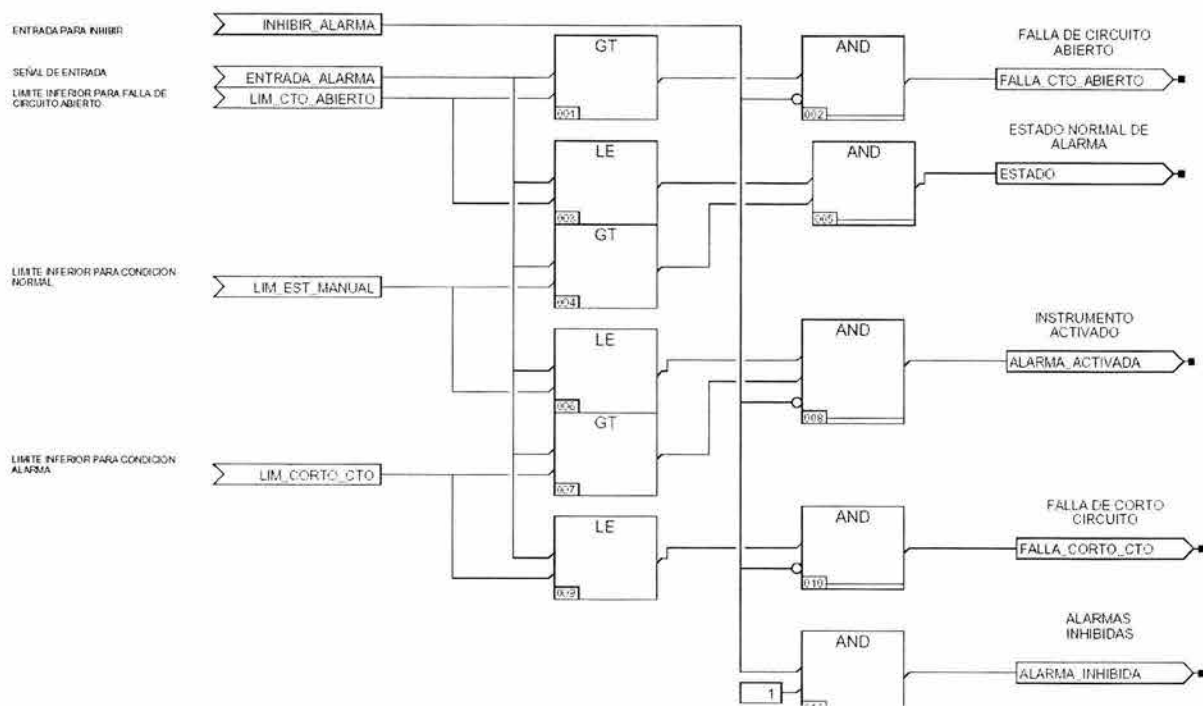 ENTRADA PARA INHIBIR
INHIBIR_ALARMA
SEÑAL DE ENTRADA
ENTRADA_ALARMA
LIMITE INFERIOR PARA FALLA DE
CIRCUITO ABIERTO
LIM_CTO_ABIERTO
GT
001
AND
002
FALLA DE CIRCUITO
ABIERTO
FALLA_CTO_ABIERTO
LE
003
AND
005
ESTADO NORMAL DE
ALARMA
ESTADO
GT
004
LIMITE INFERIOR PARA CONDICIÓN
NORMAL
LIM_EST_MANUAL
LE
006
AND
008
INSTRUMENTO
ACTIVADO
ALARMA_ACTIVADA
GT
007
LIMITE INFERIOR PARA CONDICIÓN
ALARMA
LIM_CORTO_CTO
LE
009
AND
010
FALLA DE CORTO
CIRCUITO
FALLA_CORTO_CTO
AND
1
ALARMAS
INHIBIDAS
ALARMA_INHIBIDA